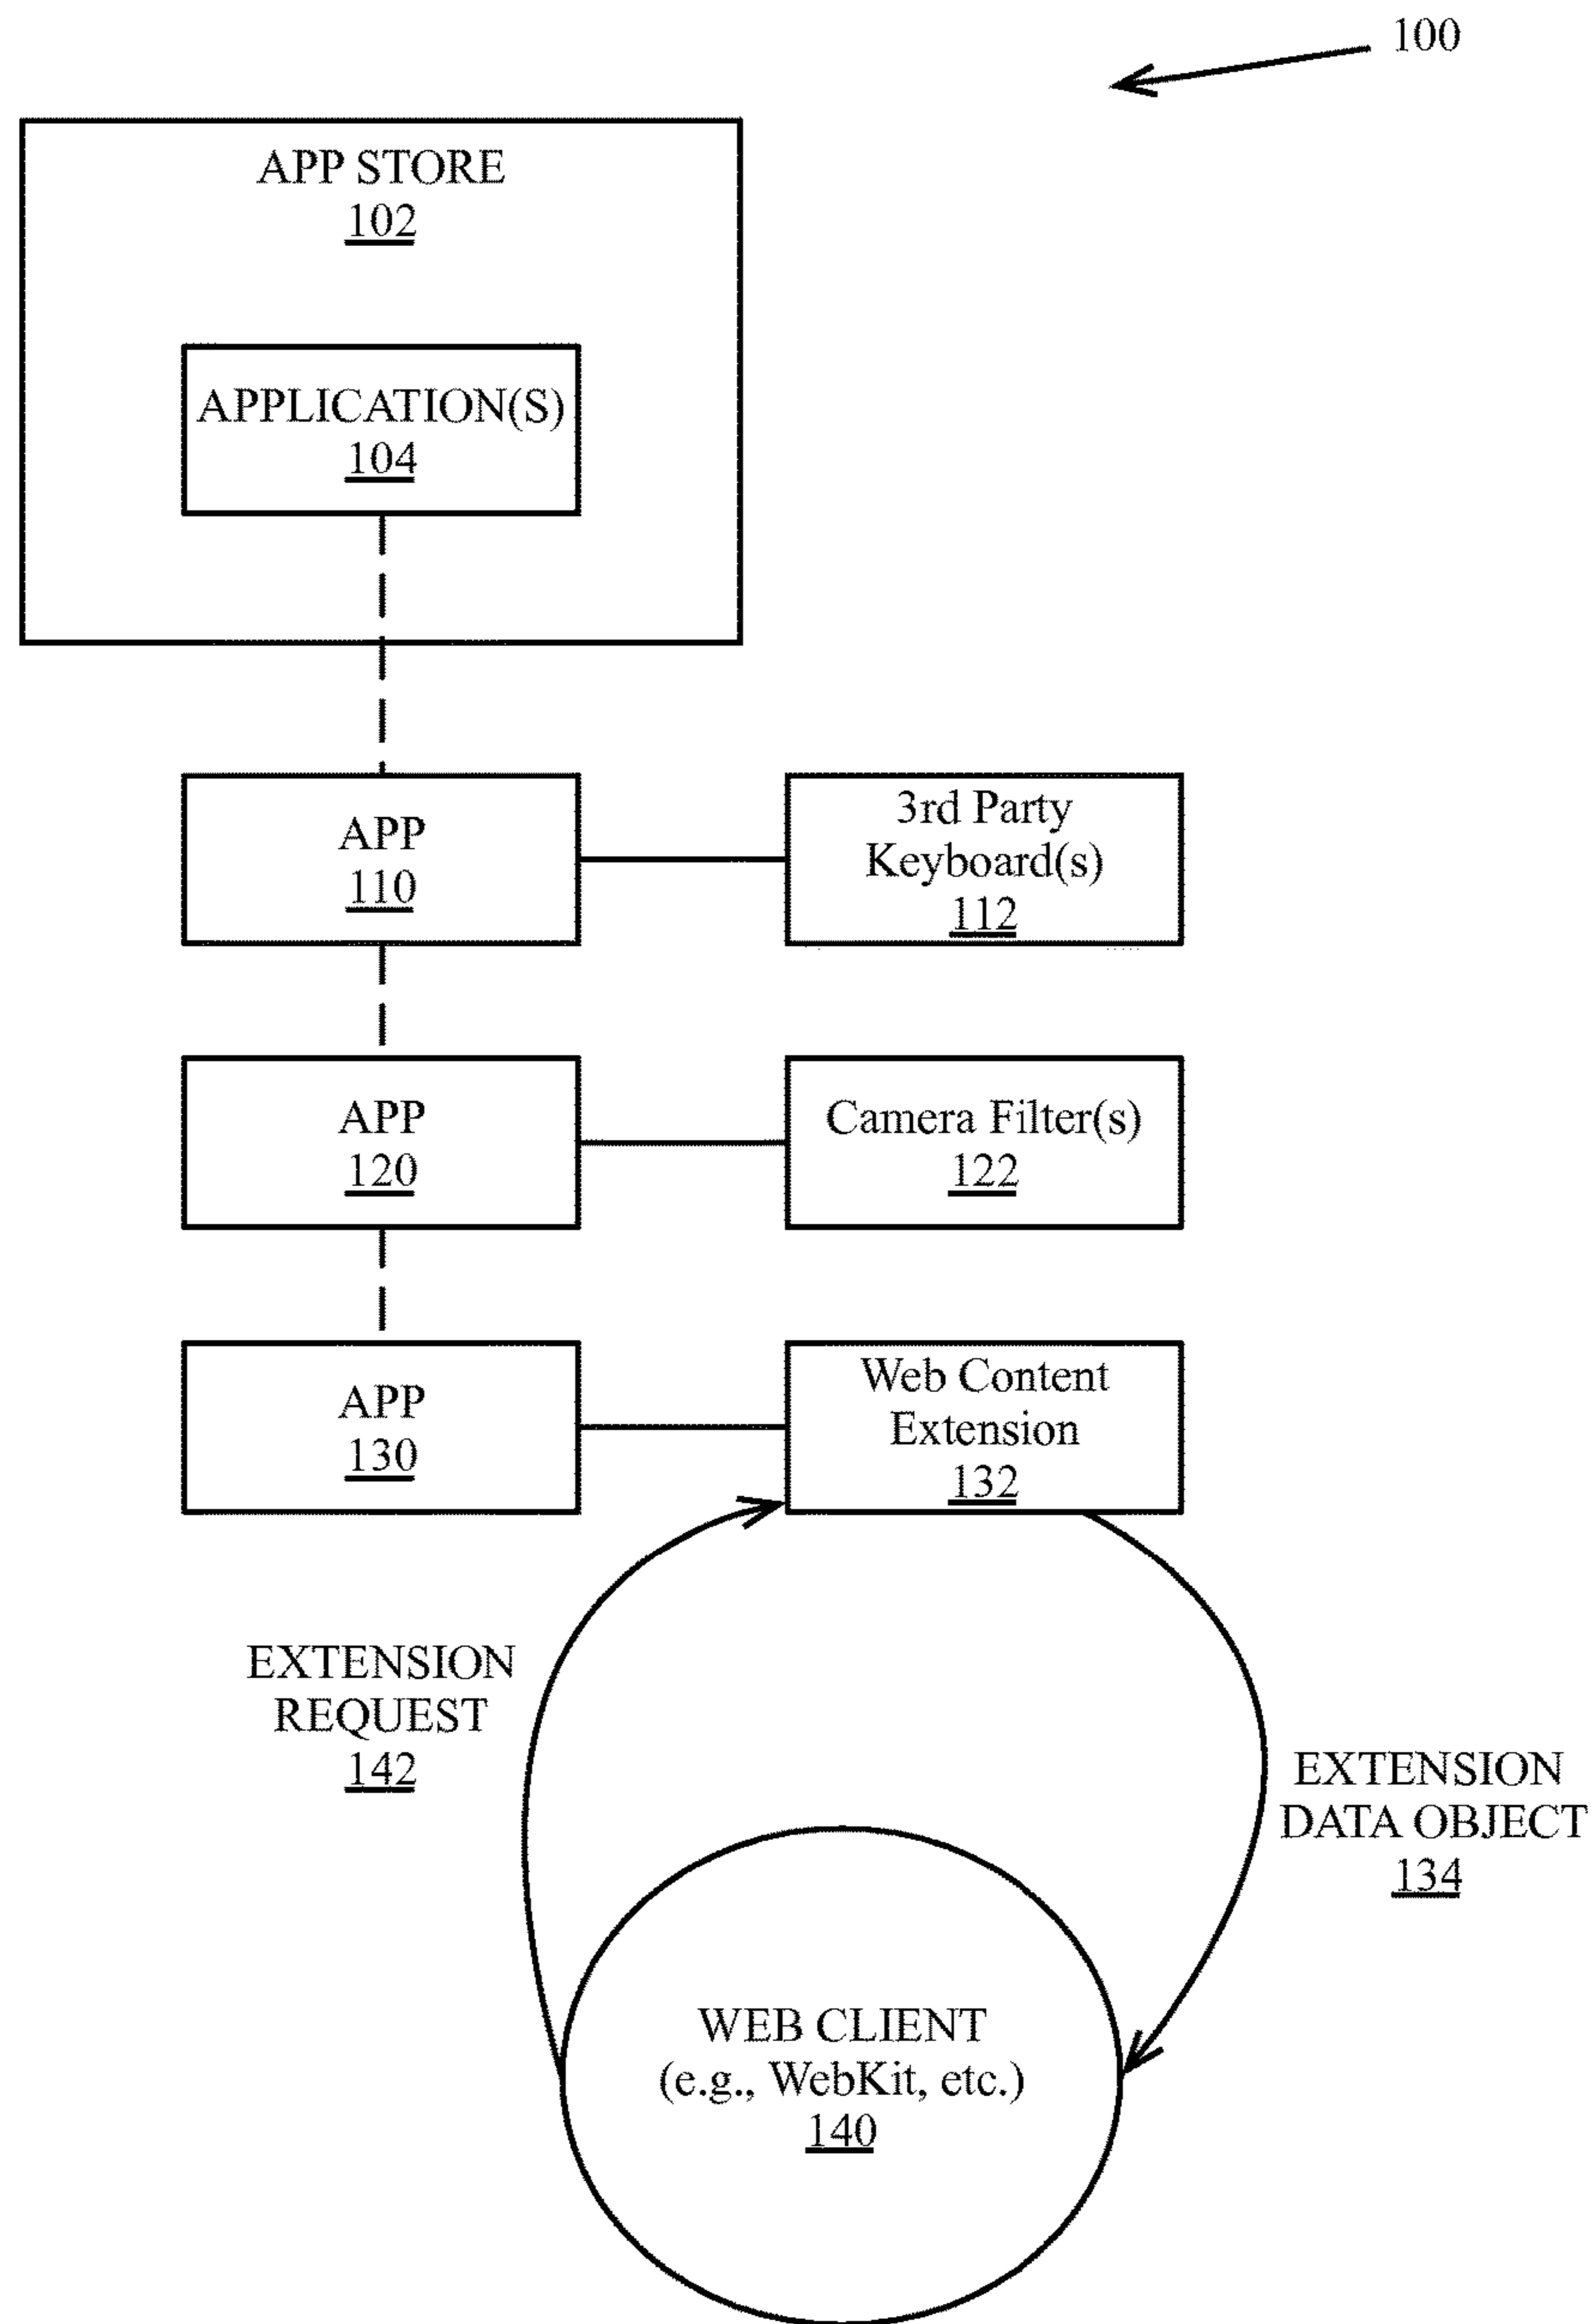 100
APP STORE
102
APPLICATION(S)
104
APP
110
3rd Party
Keyboard(s)
112
APP
120
Camera Filter(s)
122
APP
130
Web Content
Extension
132
EXTENSION
REQUEST
142
EXTENSION
DATA OBJECT
134
WEB CLIENT
(e.g., WebKit, etc.)
140